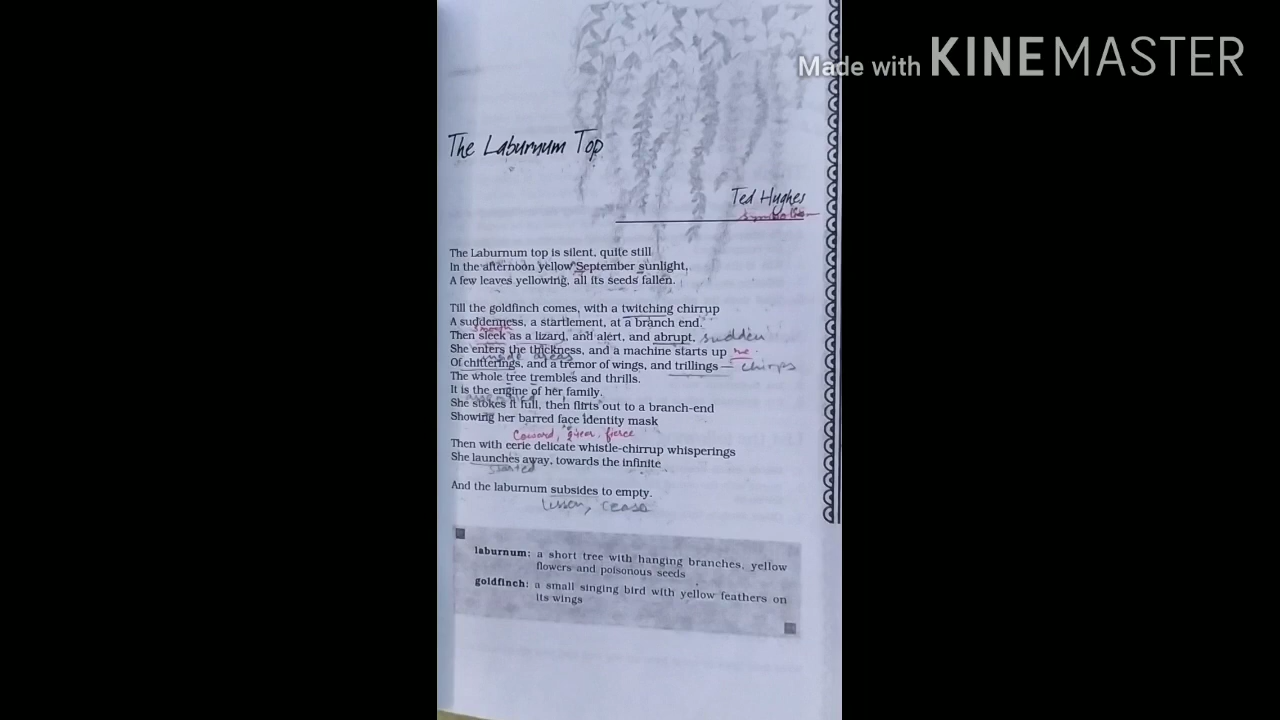 Made with KINEMASTER
The Laburnum Top
Ted Hughes
The Laburnum top is silent, quite still
In the afternoon yellow September sunlight,
A few leaves yellowing, all its seeds fallen.
Till the goldfinch comes, with a twitching chirrup
A suddenness, a startlement, at a branch end.
smooth
Then sleek as a lizard, and alert, and abrupt, sudden
She enters the thickness, and a machine starts up
Of chitterings, and a tremor of wings, and trillings — chirps
The whole tree trembles and thrills.
It is the engine of her family.
She stokes it full, then flirts out to a branch-end
Showing her barred face identity mask
fierce
Then with eerie delicate whistle-chirrup whisperings
She launches away, towards the infinite
started
And the laburnum subsides to empty.
lesson, cease
laburnum: a short tree with hanging branches, yellow
flowers and poisonous seeds
goldfinch: a small singing bird with yellow feathers on
its wings